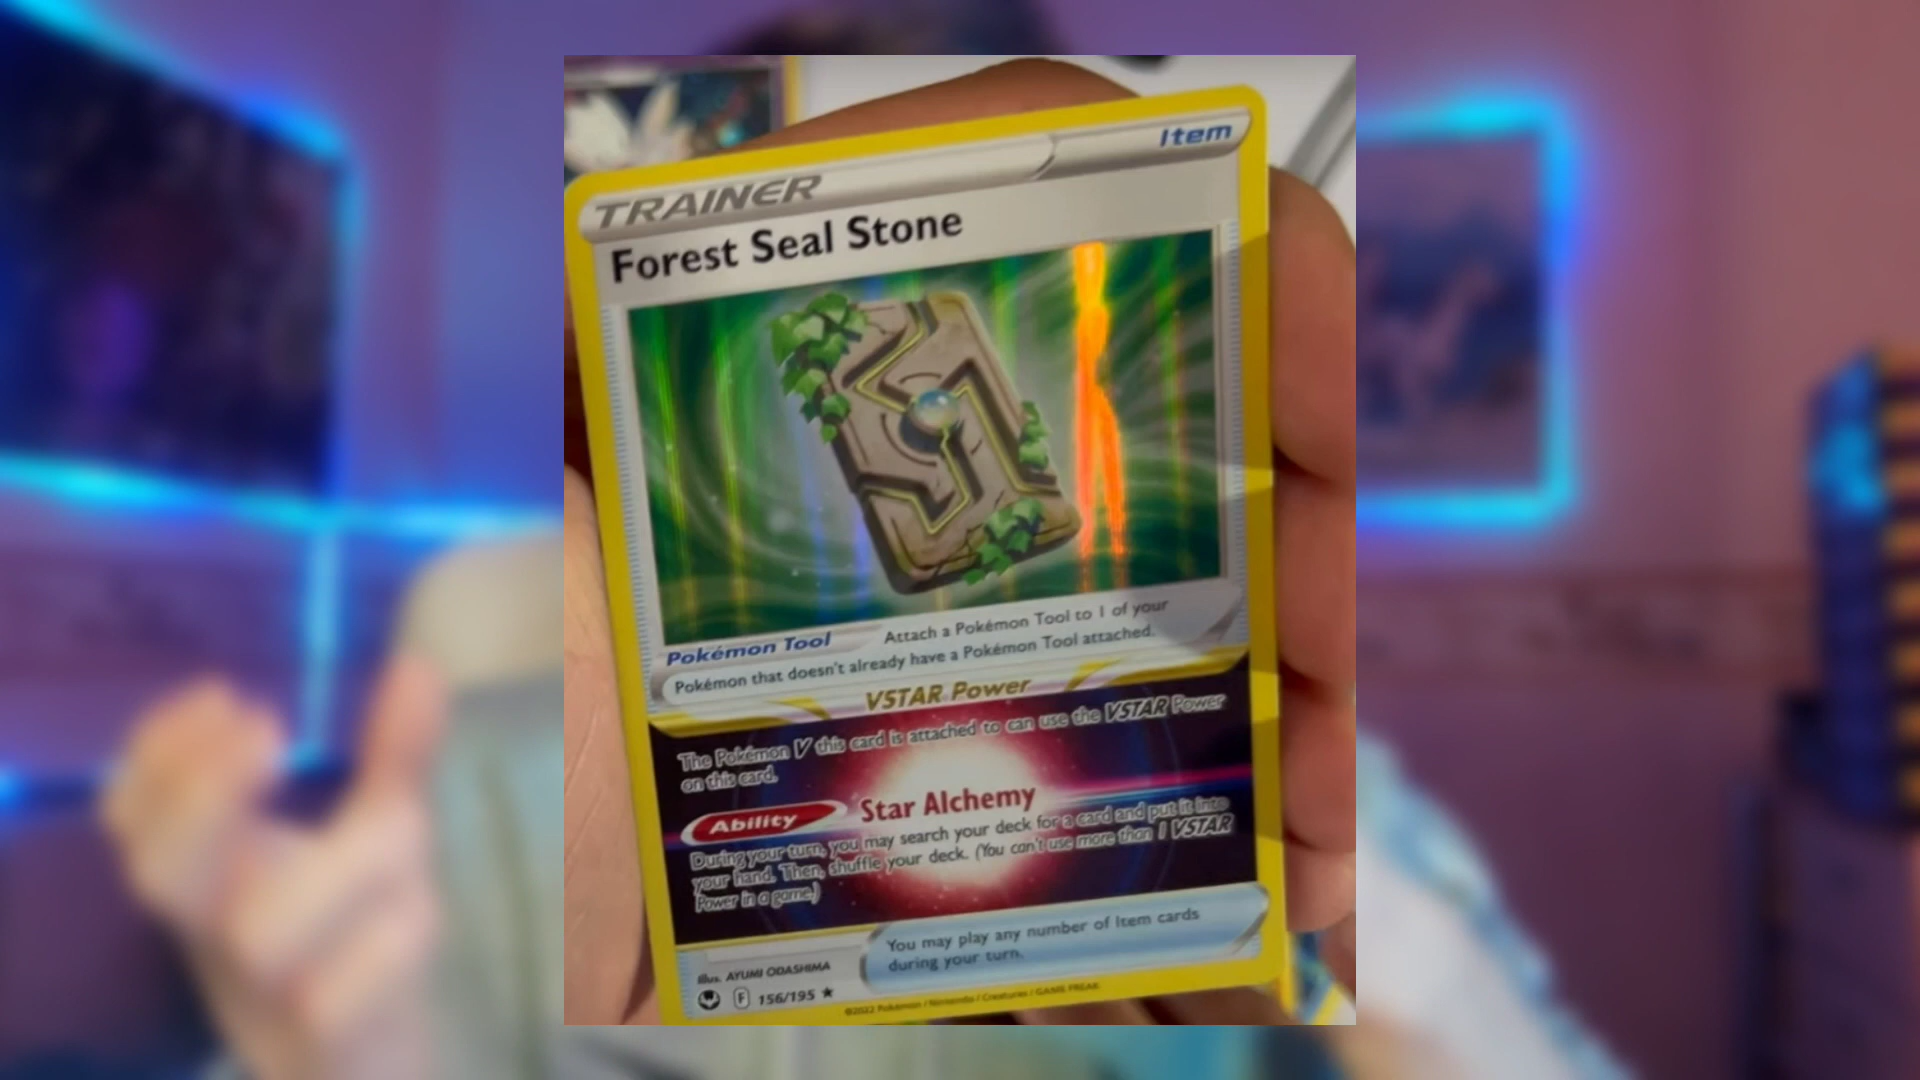 TRAINER
Item
Forest Seal Stone
Pokémon Tool Attach a Pokémon Tool to 1 of your
Pokémon that doesn't already have a Pokémon Tool attached.
VSTAR Power
The Pokémon V this card is attached to can use the VSTAR Power
on this card.
Ability Star Alchemy
During your turn, you may search your deck for a card and put it into
your hand. Then, shuffle your deck. (You can't use more than 1 VSTAR
Power in a game.)
You may play any number of Item cards
during your turn.
Illus. AYUMI ODASHIMA
F 156/195 ★
©2022 Pokémon / Nintendo / Creatures / GAME FREAK